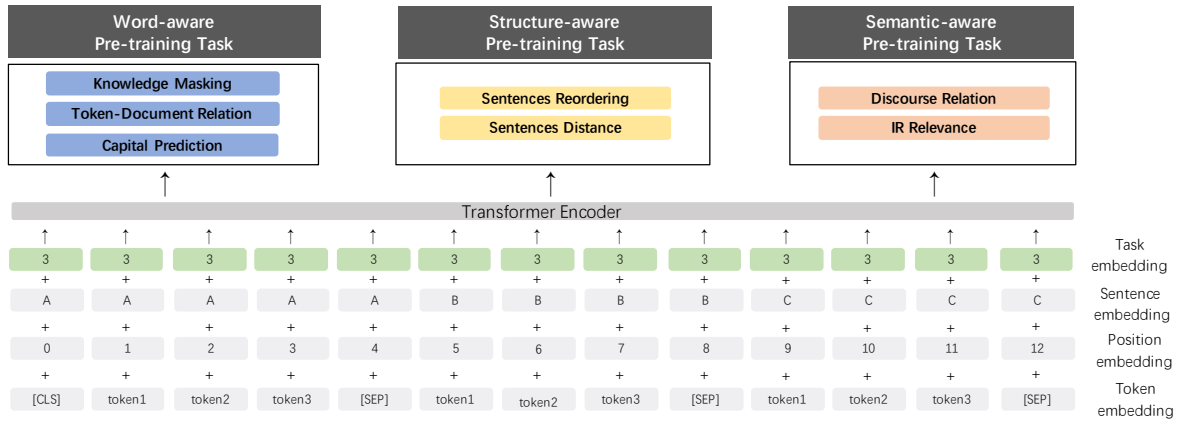 Word-aware
Pre-training Task
Structure-aware
Pre-training Task
Semantic-aware
Pre-training Task
Knowledge Masking
Token-Document Relation
Capital Prediction
Sentences Reordering
Sentences Distance
Discourse Relation
IR Relevance
↑ ↑ ↑
Transformer Encoder
↑ ↑ ↑ ↑ ↑ ↑ ↑ ↑ ↑ ↑ ↑ ↑ ↑
3 3 3 3 3 3 3 3 3 3 3 3 3
Task
embedding
+ + + + + + + + + + + + +
A A A A A B B B B C C C C
Sentence
embedding
+ + + + + + + + + + + + +
0 1 2 3 4 5 6 7 8 9 10 11 12
Position
embedding
+ + + + + + + + + + + + +
[CLS] token1 token2 token3 [SEP] token1 token2 token3 [SEP] token1 token2 token3 [SEP]
Token
embedding